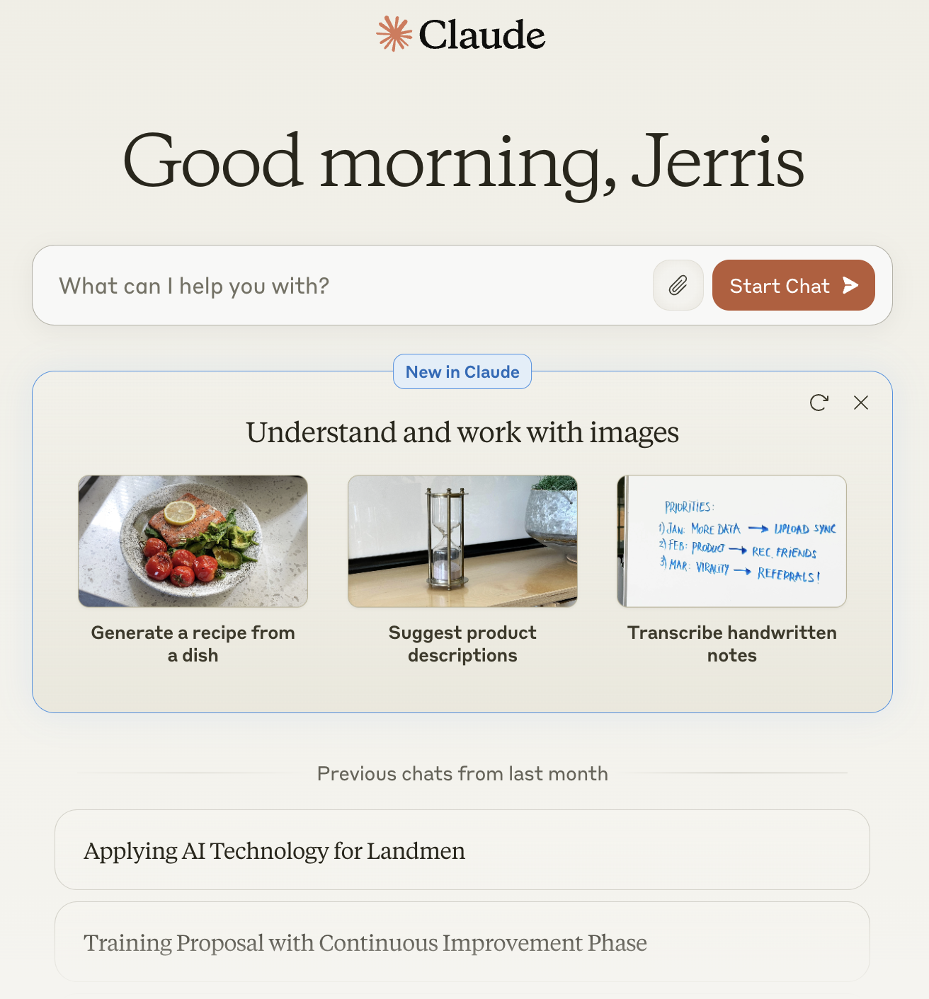 Claude
Good morning, Jerris
What can I help you with?
Start Chat
New in Claude
Understand and work with images
Generate a recipe from
a dish
Suggest product
descriptions
PRIORITIES:
1) JAN: MORE DATA → UPLOAD SYNC
2) FEB: PRODUCT → REC. FRIENDS
3) MAR: VIRALITY → REFERRALS!
Transcribe handwritten
notes
Previous chats from last month
Applying AI Technology for Landmen
Training Proposal with Continuous Improvement Phase